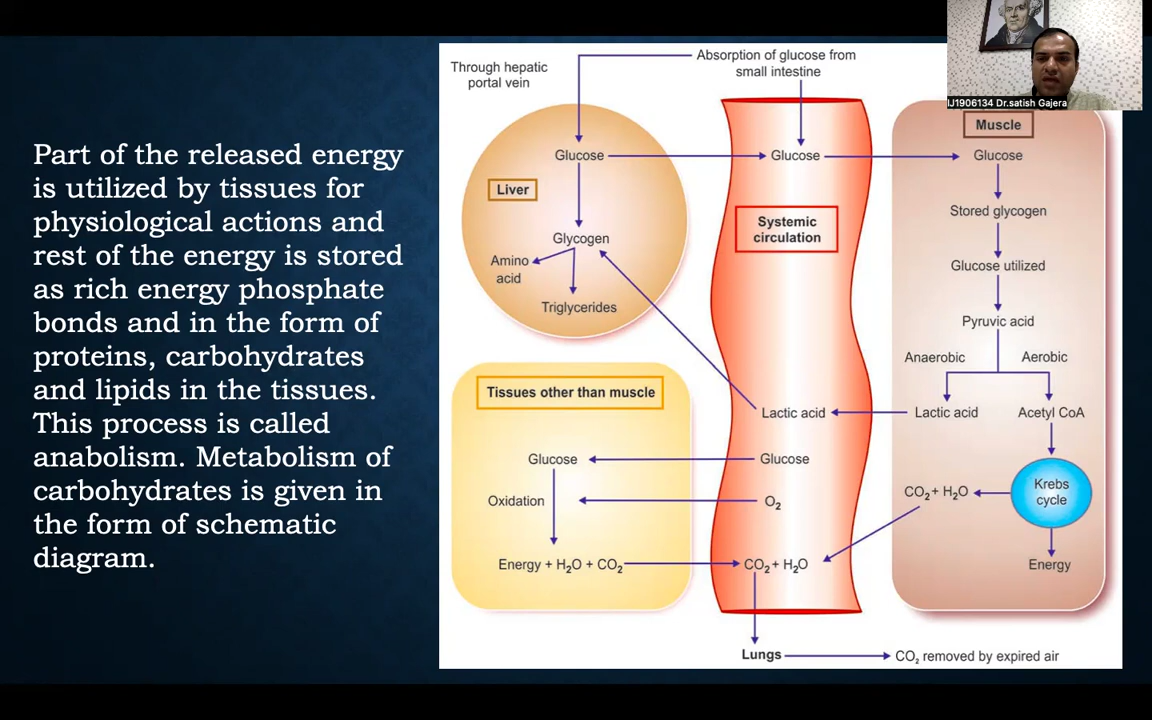 Part of the released energy
is utilized by tissues for
physiological actions and
rest of the energy is stored
as rich energy phosphate
bonds and in the form of
proteins, carbohydrates
and lipids in the tissues.
This process is called
anabolism. Metabolism of
carbohydrates is given in
the form of schematic
diagram.
IJ1906134 Dr.satish Gajera
Through hepatic
portal vein
Absorption of glucose from
small intestine
Liver
Glucose
Glycogen
Amino
acid
Triglycerides
Systemic
circulation
Glucose
Lactic acid
Glucose
O₂
CO₂ + H₂O
Muscle
Glucose
Stored glycogen
Glucose utilized
Pyruvic acid
Anaerobic
Aerobic
Lactic acid
Acetyl CoA
Krebs
cycle
CO₂ + H₂O
Energy
Tissues other than muscle
Glucose
Oxidation
Energy + H₂O + CO₂
Lungs
CO₂ removed by expired air